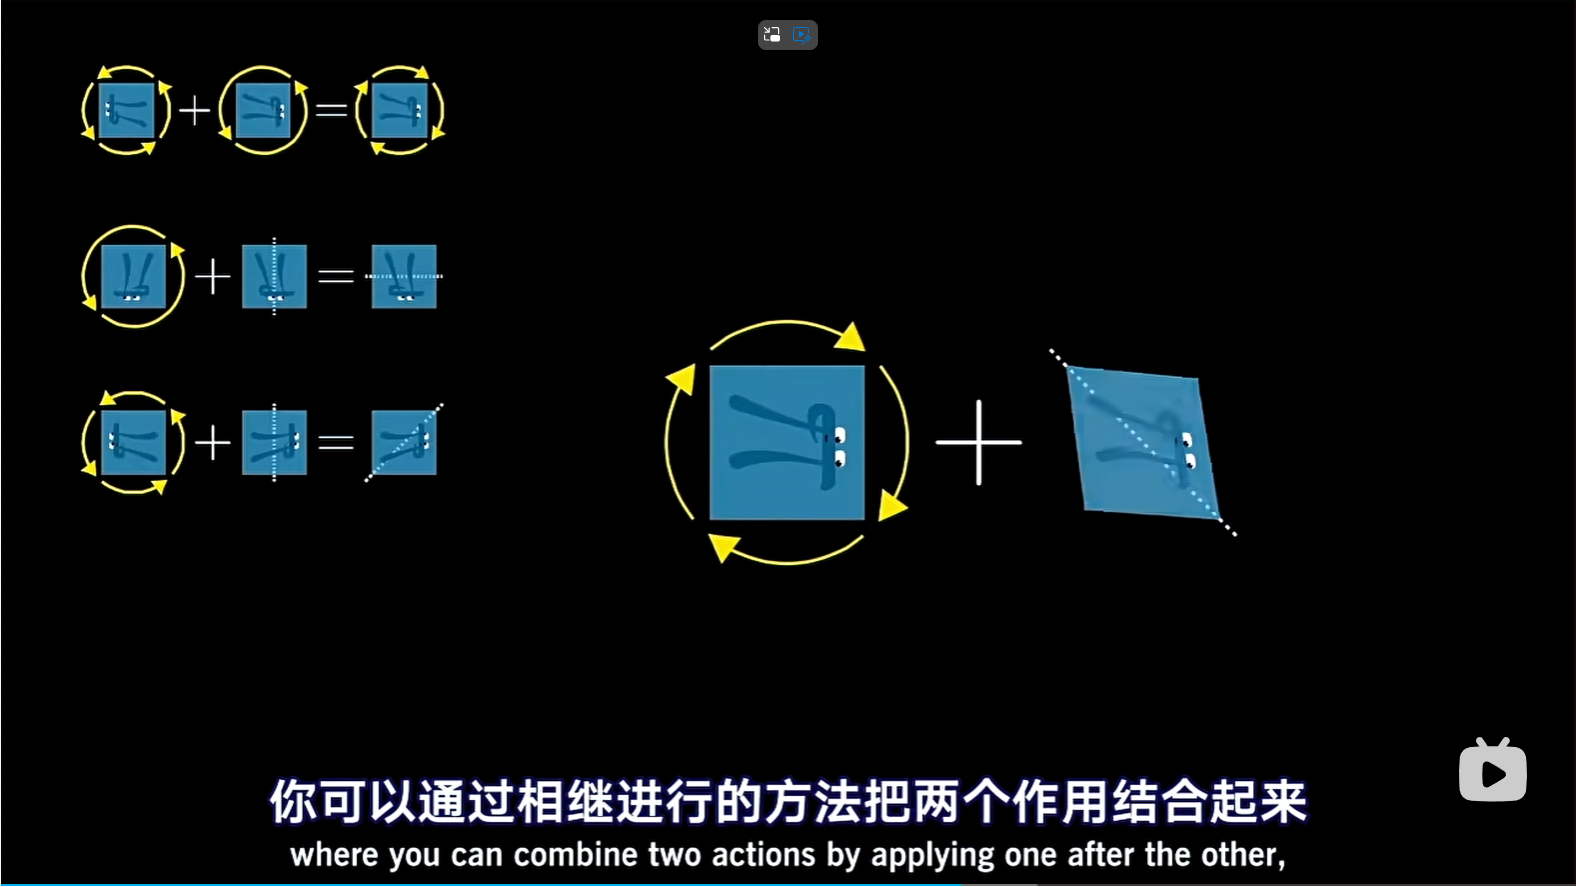 你可以通过相继进行的方法把两个作用结合起来
where you can combine two actions by applying one after the other,